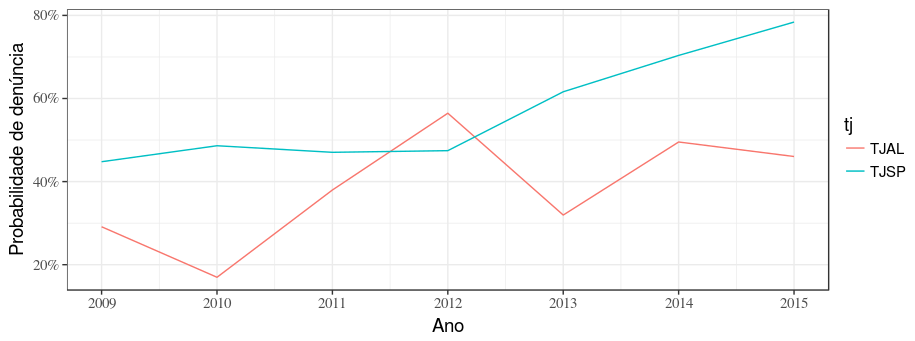 80%
60%
40%
20%
Probabilidade de denúncia
2009 2010 2011 2012 2013 2014 2015
Ano
tj
TJAL
TJSP